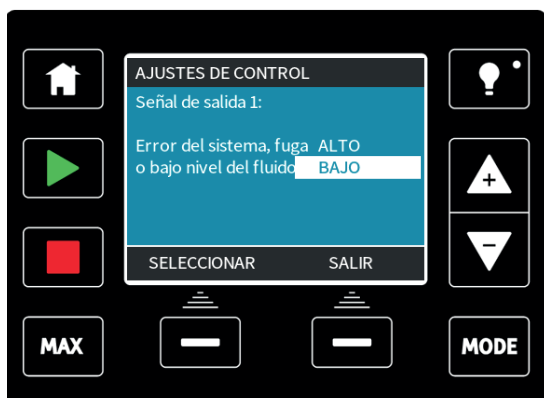 AJUSTES DE CONTROL
Señal de salida 1:
Error del sistema, fuga ALTO
o bajo nivel del fluido BAJO
SELECCIONAR SALIR
+
−
MAX
MODE